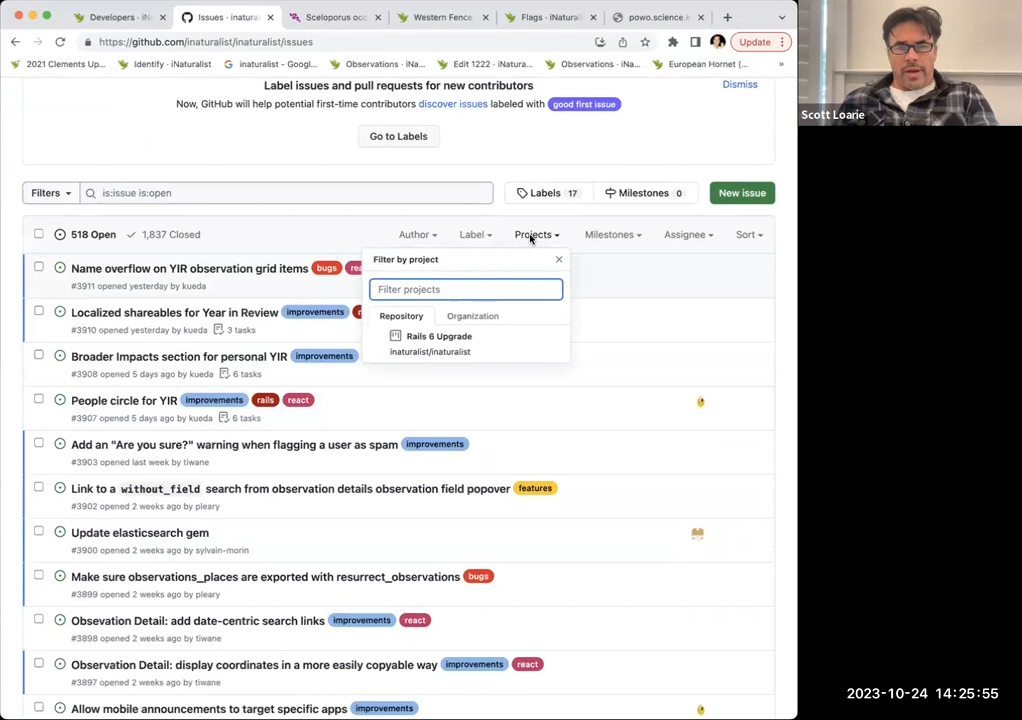 Developers · iNa
Issues · inatural
Sceloporus occ
Western Fence
Flags · iNaturali
powo.science.k
https://github.com/inaturalist/inaturalist/issues
Update
2021 Clements Up...
Identify · iNaturalist
inaturalist - Googl...
Observations · iNa...
Edit 1222 · iNatura...
Observations · iNa...
European Hornet (...
»
Label issues and pull requests for new contributors
Dismiss
Now, GitHub will help potential first-time contributors discover issues labeled with good first issue
Go to Labels
Filters
is:issue is:open
Labels 17
Milestones 0
New issue
518 Open
1,837 Closed
Author
Label
Projects
Milestones
Assignee
Sort
Filter by project
Filter projects
Repository
Organization
Rails 6 Upgrade
inaturalist/inaturalist
Name overflow on YIR observation grid items bugs rea
#3911 opened yesterday by kueda
Localized shareables for Year in Review improvements r
#3910 opened yesterday by kueda 3 tasks
Broader Impacts section for personal YIR improvements
#3908 opened 5 days ago by kueda 6 tasks
People circle for YIR improvements rails react
#3907 opened 5 days ago by kueda 6 tasks
Add an "Are you sure?" warning when flagging a user as spam improvements
#3903 opened last week by tiwane
Link to a without_field search from observation details observation field popover features
#3902 opened 2 weeks ago by pleary
Update elasticsearch gem
#3900 opened 2 weeks ago by sylvain-morin
Make sure observations_places are exported with resurrect_observations bugs
#3899 opened 2 weeks ago by pleary
Obsevation Detail: add date-centric search links improvements react
#3898 opened 2 weeks ago by tiwane
Observation Detail: display coordinates in a more easily copyable way improvements react
#3897 opened 2 weeks ago by tiwane
Allow mobile announcements to target specific apps improvements
Scott Loarie
2023-10-24 14:25:55